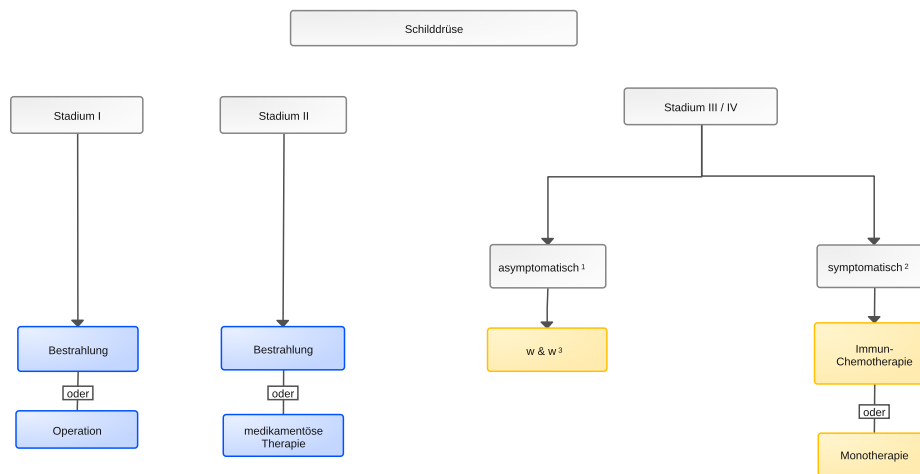 Schilddrüse
Stadium I
Stadium II
Stadium III / IV
asymptomatisch 1
symptomatisch 2
Bestrahlung
oder
Operation
Bestrahlung
oder
medikamentöse
Therapie
w & w 3
Immun-
Chemotherapie
oder
Monotherapie